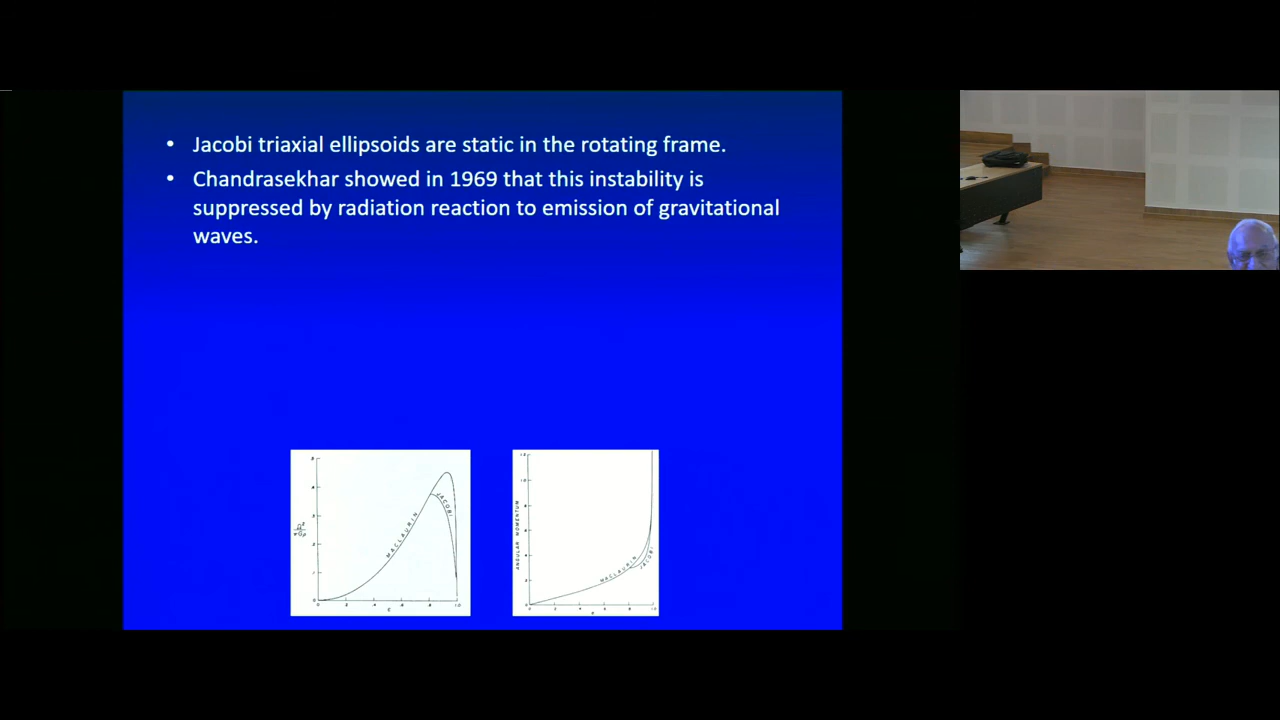 • Jacobi triaxial ellipsoids are static in the rotating frame.
• Chandrasekhar showed in 1969 that this instability is
suppressed by radiation reaction to emission of gravitational
waves.
MACLAURIN
JACOBI
ANGULAR MOMENTUM
MACLAURIN
JACOBI